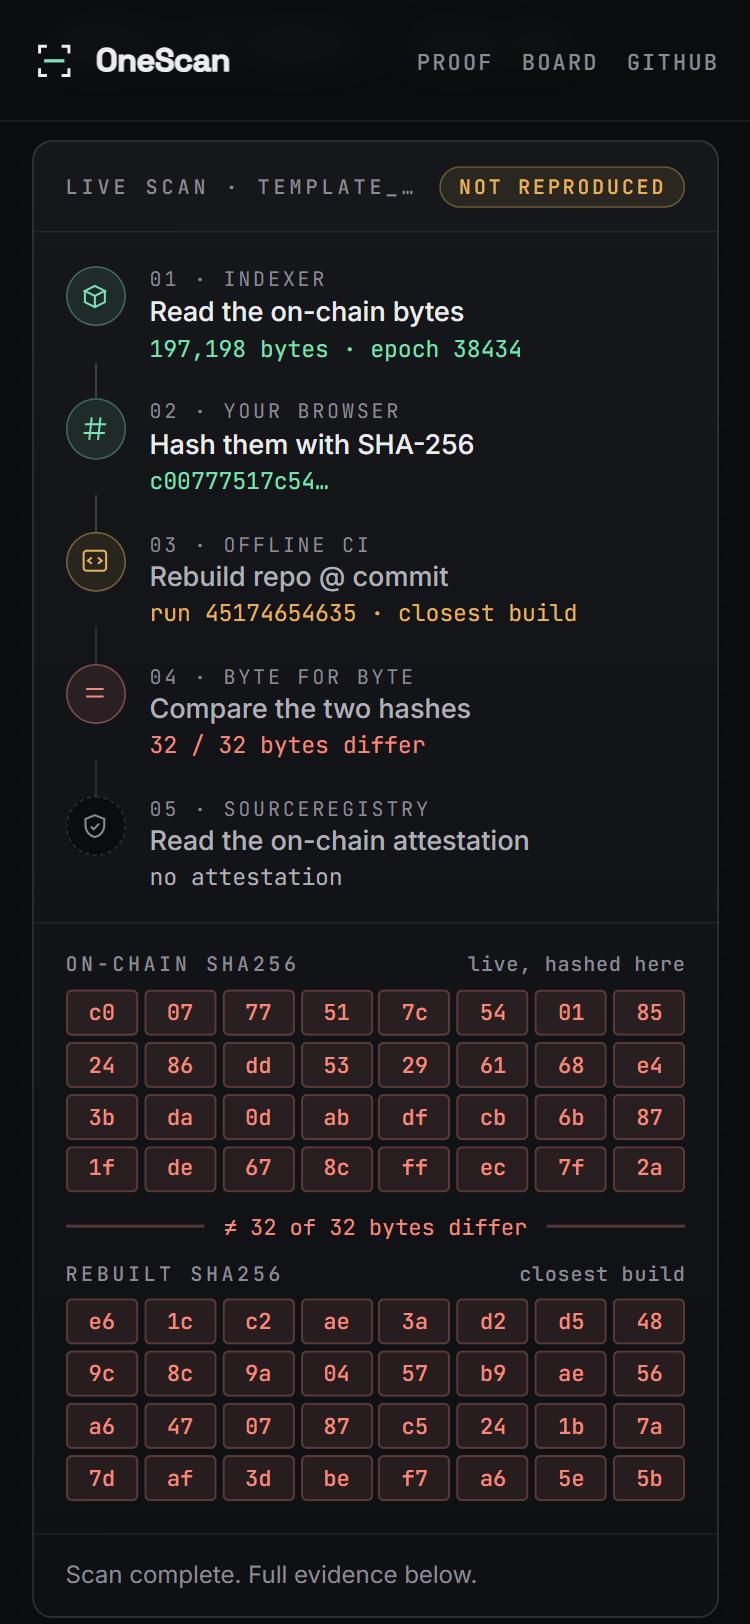 OneScan
PROOF BOARD GITHUB
LIVE SCAN · TEMPLATE_…
NOT REPRODUCED
01 · INDEXER
Read the on-chain bytes
197,198 bytes · epoch 38434
02 · YOUR BROWSER
Hash them with SHA-256
c00777517c54…
03 · OFFLINE CI
Rebuild repo @ commit
run 45174654635 · closest build
04 · BYTE FOR BYTE
Compare the two hashes
32 / 32 bytes differ
05 · SOURCEREGISTRY
Read the on-chain attestation
no attestation
ON-CHAIN SHA256 live, hashed here
c0 07 77 51 7c 54 01 85
24 86 dd 53 29 61 68 e4
3b da 0d ab df cb 6b 87
1f de 67 8c ff ec 7f 2a
≠ 32 of 32 bytes differ
REBUILT SHA256 closest build
e6 1c c2 ae 3a d2 d5 48
9c 8c 9a 04 57 b9 ae 56
a6 47 07 87 c5 24 1b 7a
7d af 3d be f7 a6 5e 5b
Scan complete. Full evidence below.